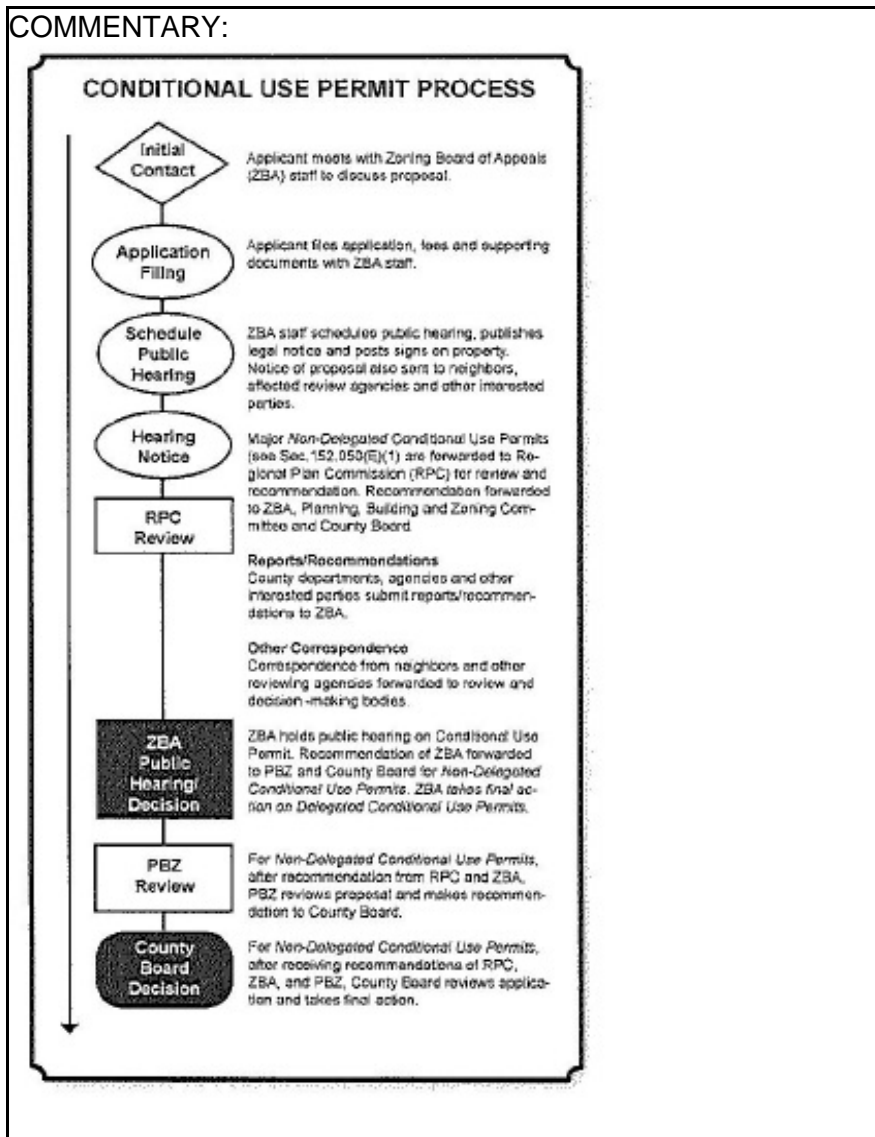 COMMENTARY:
CONDITIONAL USE PERMIT PROCESS
Initial
Contact
Applicant meets with Zoning Board of Appeals
(ZBA) staff to discuss proposal.
Application
Filing
Applicant files application, fees and supporting
documents with ZBA staff.
Schedule
Public
Hearing
ZBA staff schedules public hearing, publishes
legal notice and posts signs on property.
Notice of proposal also sent to neighbors,
affected review agencies and other interested
parties.
Hearing
Notice
Major Non-Delegated Conditional Use Permits
(see Sec.152.050(E)(1) are forwarded to Re-
gional Plan Commission (RPC) for review and
recommendation. Recommendation forwarded
to ZBA, Planning, Building and Zoning Com-
mittee and County Board.
RPC
Review
Reports/Recommendations
County departments, agencies and other
interested parties submit reports/recommen-
dations to ZBA.
Other Correspondence
Correspondence from neighbors and other
reviewing agencies forwarded to review and
decision -making bodies.
ZBA
Public
Hearing/
Decision
ZBA holds public hearing on Conditional Use
Permit. Recommendation of ZBA forwarded
to PBZ and County Board for Non-Delegated
Conditional Use Permits. ZBA takes final ac-
tion on Delegated Conditional Use Permits.
PBZ
Review
For Non-Delegated Conditional Use Permits,
after recommendation from RPC and ZBA,
PBZ reviews proposal and makes recommen-
dation to County Board.
County
Board
Decision
For Non-Delegated Conditional Use Permits,
after receiving recommendations of RPC,
ZBA, and PBZ, County Board reviews applica-
tion and takes final action.